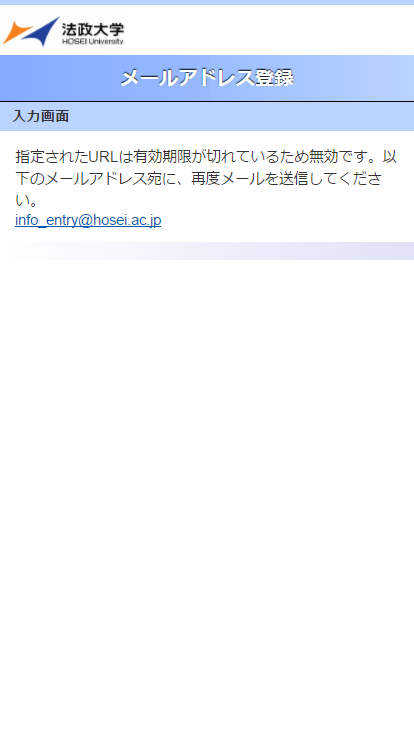 法政大学
HOSEI University
メールアドレス登録
入力画面
指定されたURLは有効期限が切れているため無効です。以
下のメールアドレス宛に、再度メールを送信してくださ
い。
info_entry@hosei.ac.jp